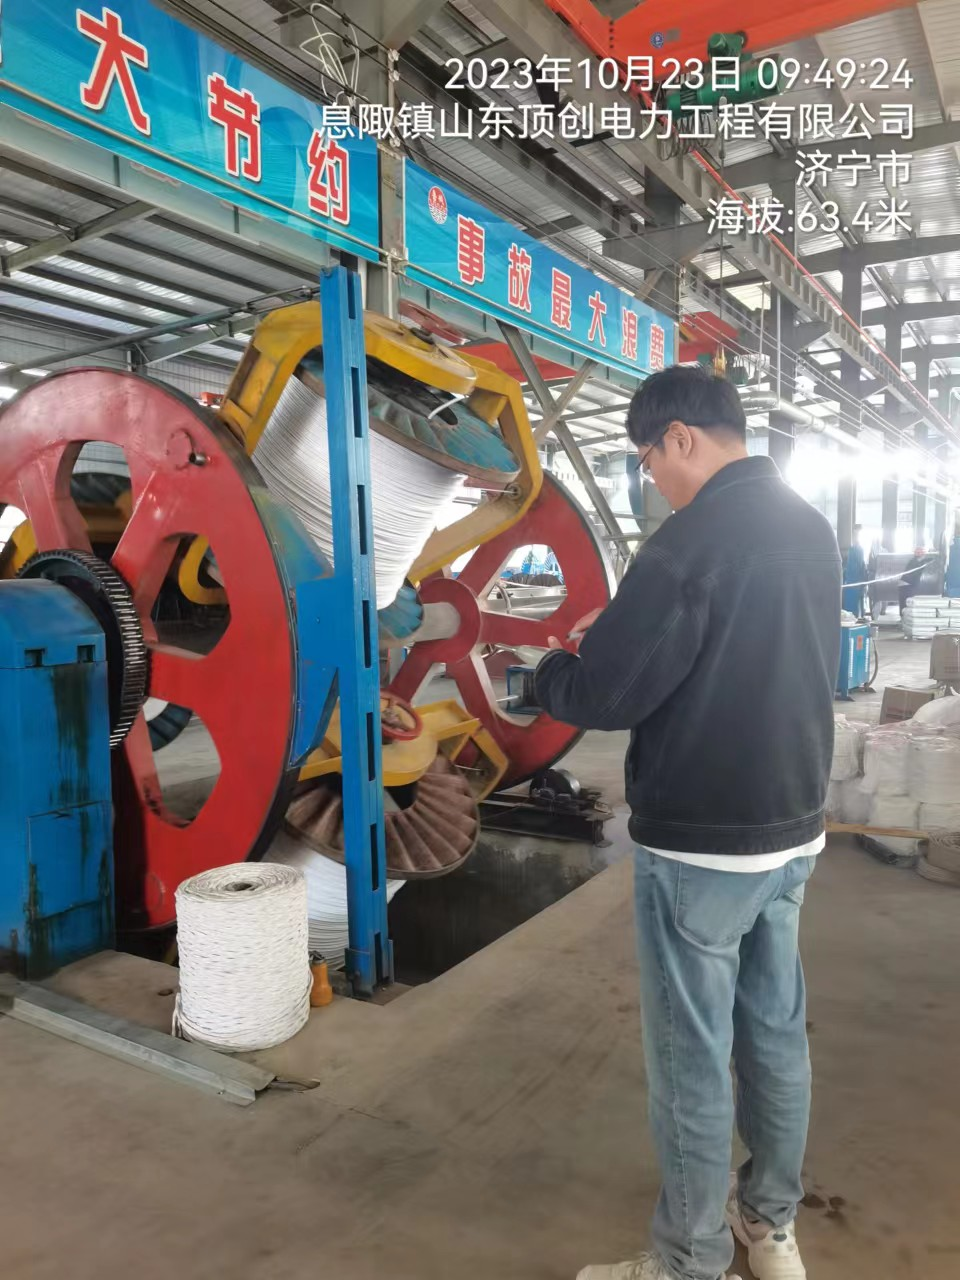 2023年10月23日 09:49:24
息陬镇山东顶创电力工程有限公司
济宁市
海拔:63.4米
大节约
事故最大浪费